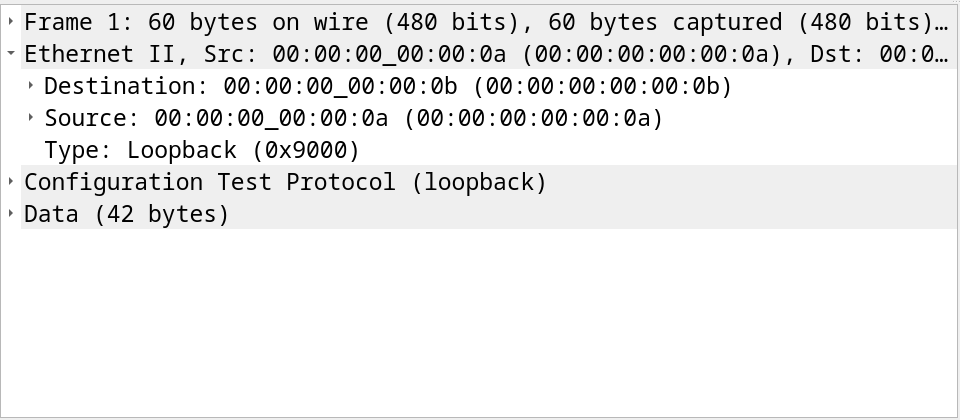 Frame 1: 60 bytes on wire (480 bits), 60 bytes captured (480 bits)…
Ethernet II, Src: 00:00:00_00:00:0a (00:00:00:00:00:0a), Dst: 00:0…
Destination: 00:00:00_00:00:0b (00:00:00:00:00:0b)
Source: 00:00:00_00:00:0a (00:00:00:00:00:0a)
Type: Loopback (0x9000)
Configuration Test Protocol (loopback)
Data (42 bytes)